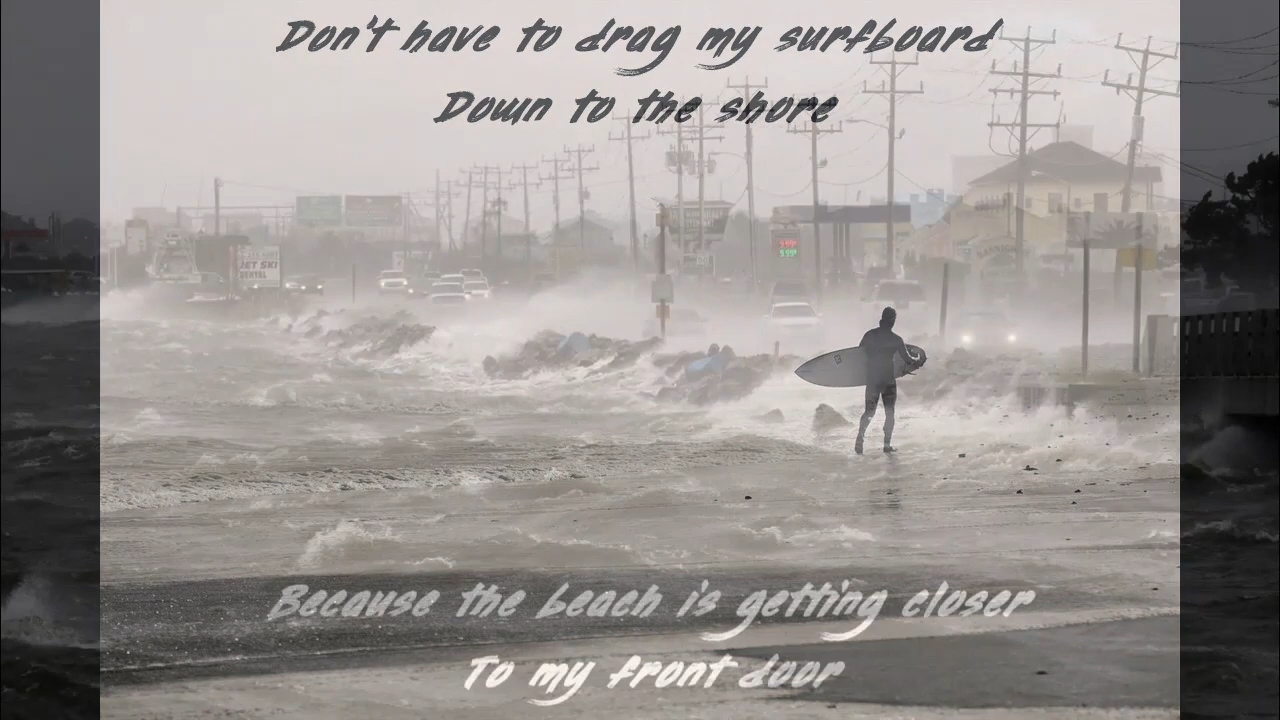 Don't have to drag my surfboard
Down to the shore
JET SKI
RENTAL
Because the beach is getting closer
To my front door